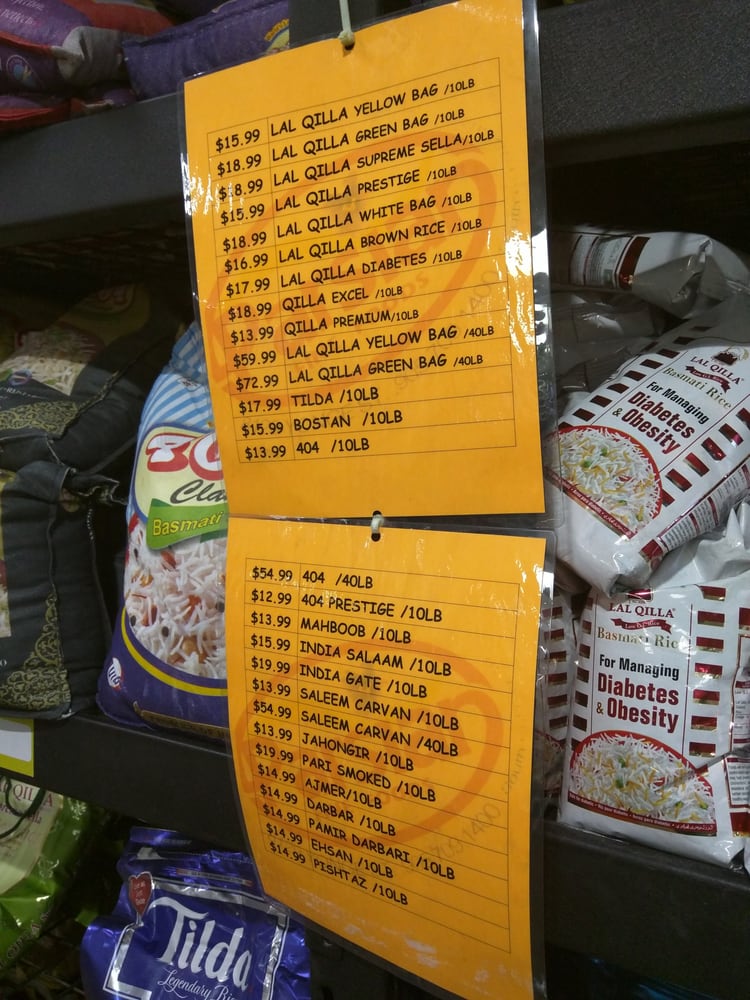 $15.99 LAL QILLA YELLOW BAG /10LB
$18.99 LAL QILLA GREEN BAG /10LB
$18.99 LAL QILLA SUPREME SELLA/10LB
$15.99 LAL QILLA PRESTIGE /10LB
$18.99 LAL QILLA WHITE BAG /10LB
$16.99 LAL QILLA BROWN RICE /10LB
$17.99 LAL QILLA DIABETES /10LB
$18.99 QILLA EXCEL /10LB
$13.99 QILLA PREMIUM/10LB
$59.99 LAL QILLA YELLOW BAG /40LB
$72.99 LAL QILLA GREEN BAG /40LB
$17.99 TILDA /10LB
$15.99 BOSTAN /10LB
$13.99 404 /10LB
$54.99 404 /40LB
$12.99 404 PRESTIGE /10LB
$13.99 MAHBOOB /10LB
$15.99 INDIA SALAAM /10LB
$19.99 INDIA GATE /10LB
$13.99 SALEEM CARVAN /10LB
$54.99 SALEEM CARVAN /40LB
$13.99 JAHONGIR /10LB
$19.99 PARI SMOKED /10LB
$14.99 AJMER/10LB
$14.99 DARBAR /10LB
$14.99 PAMIR DARBARI /10LB
$14.99 EHSAN /10LB
$14.99 PISHTAZ /10LB
Basmati
LAL QILLA
Basmati Rice
For Managing
Diabetes
& Obesity
LAL QILLA
Basmati Ric
For Managing
Diabetes
& Obesity
Tilda
Legendary